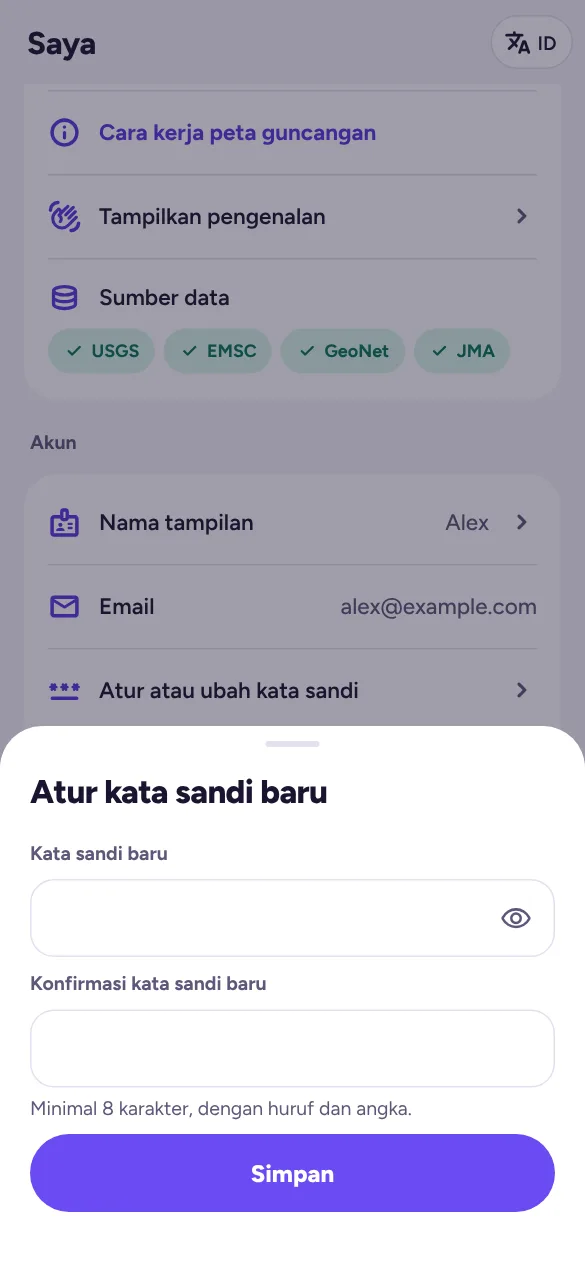 Saya
ID
Cara kerja peta guncangan
Tampilkan pengenalan
Sumber data
USGS EMSC GeoNet JMA
Akun
Nama tampilan Alex
Email alex@example.com
Atur atau ubah kata sandi
Atur kata sandi baru
Kata sandi baru
Konfirmasi kata sandi baru
Minimal 8 karakter, dengan huruf dan angka.
Simpan